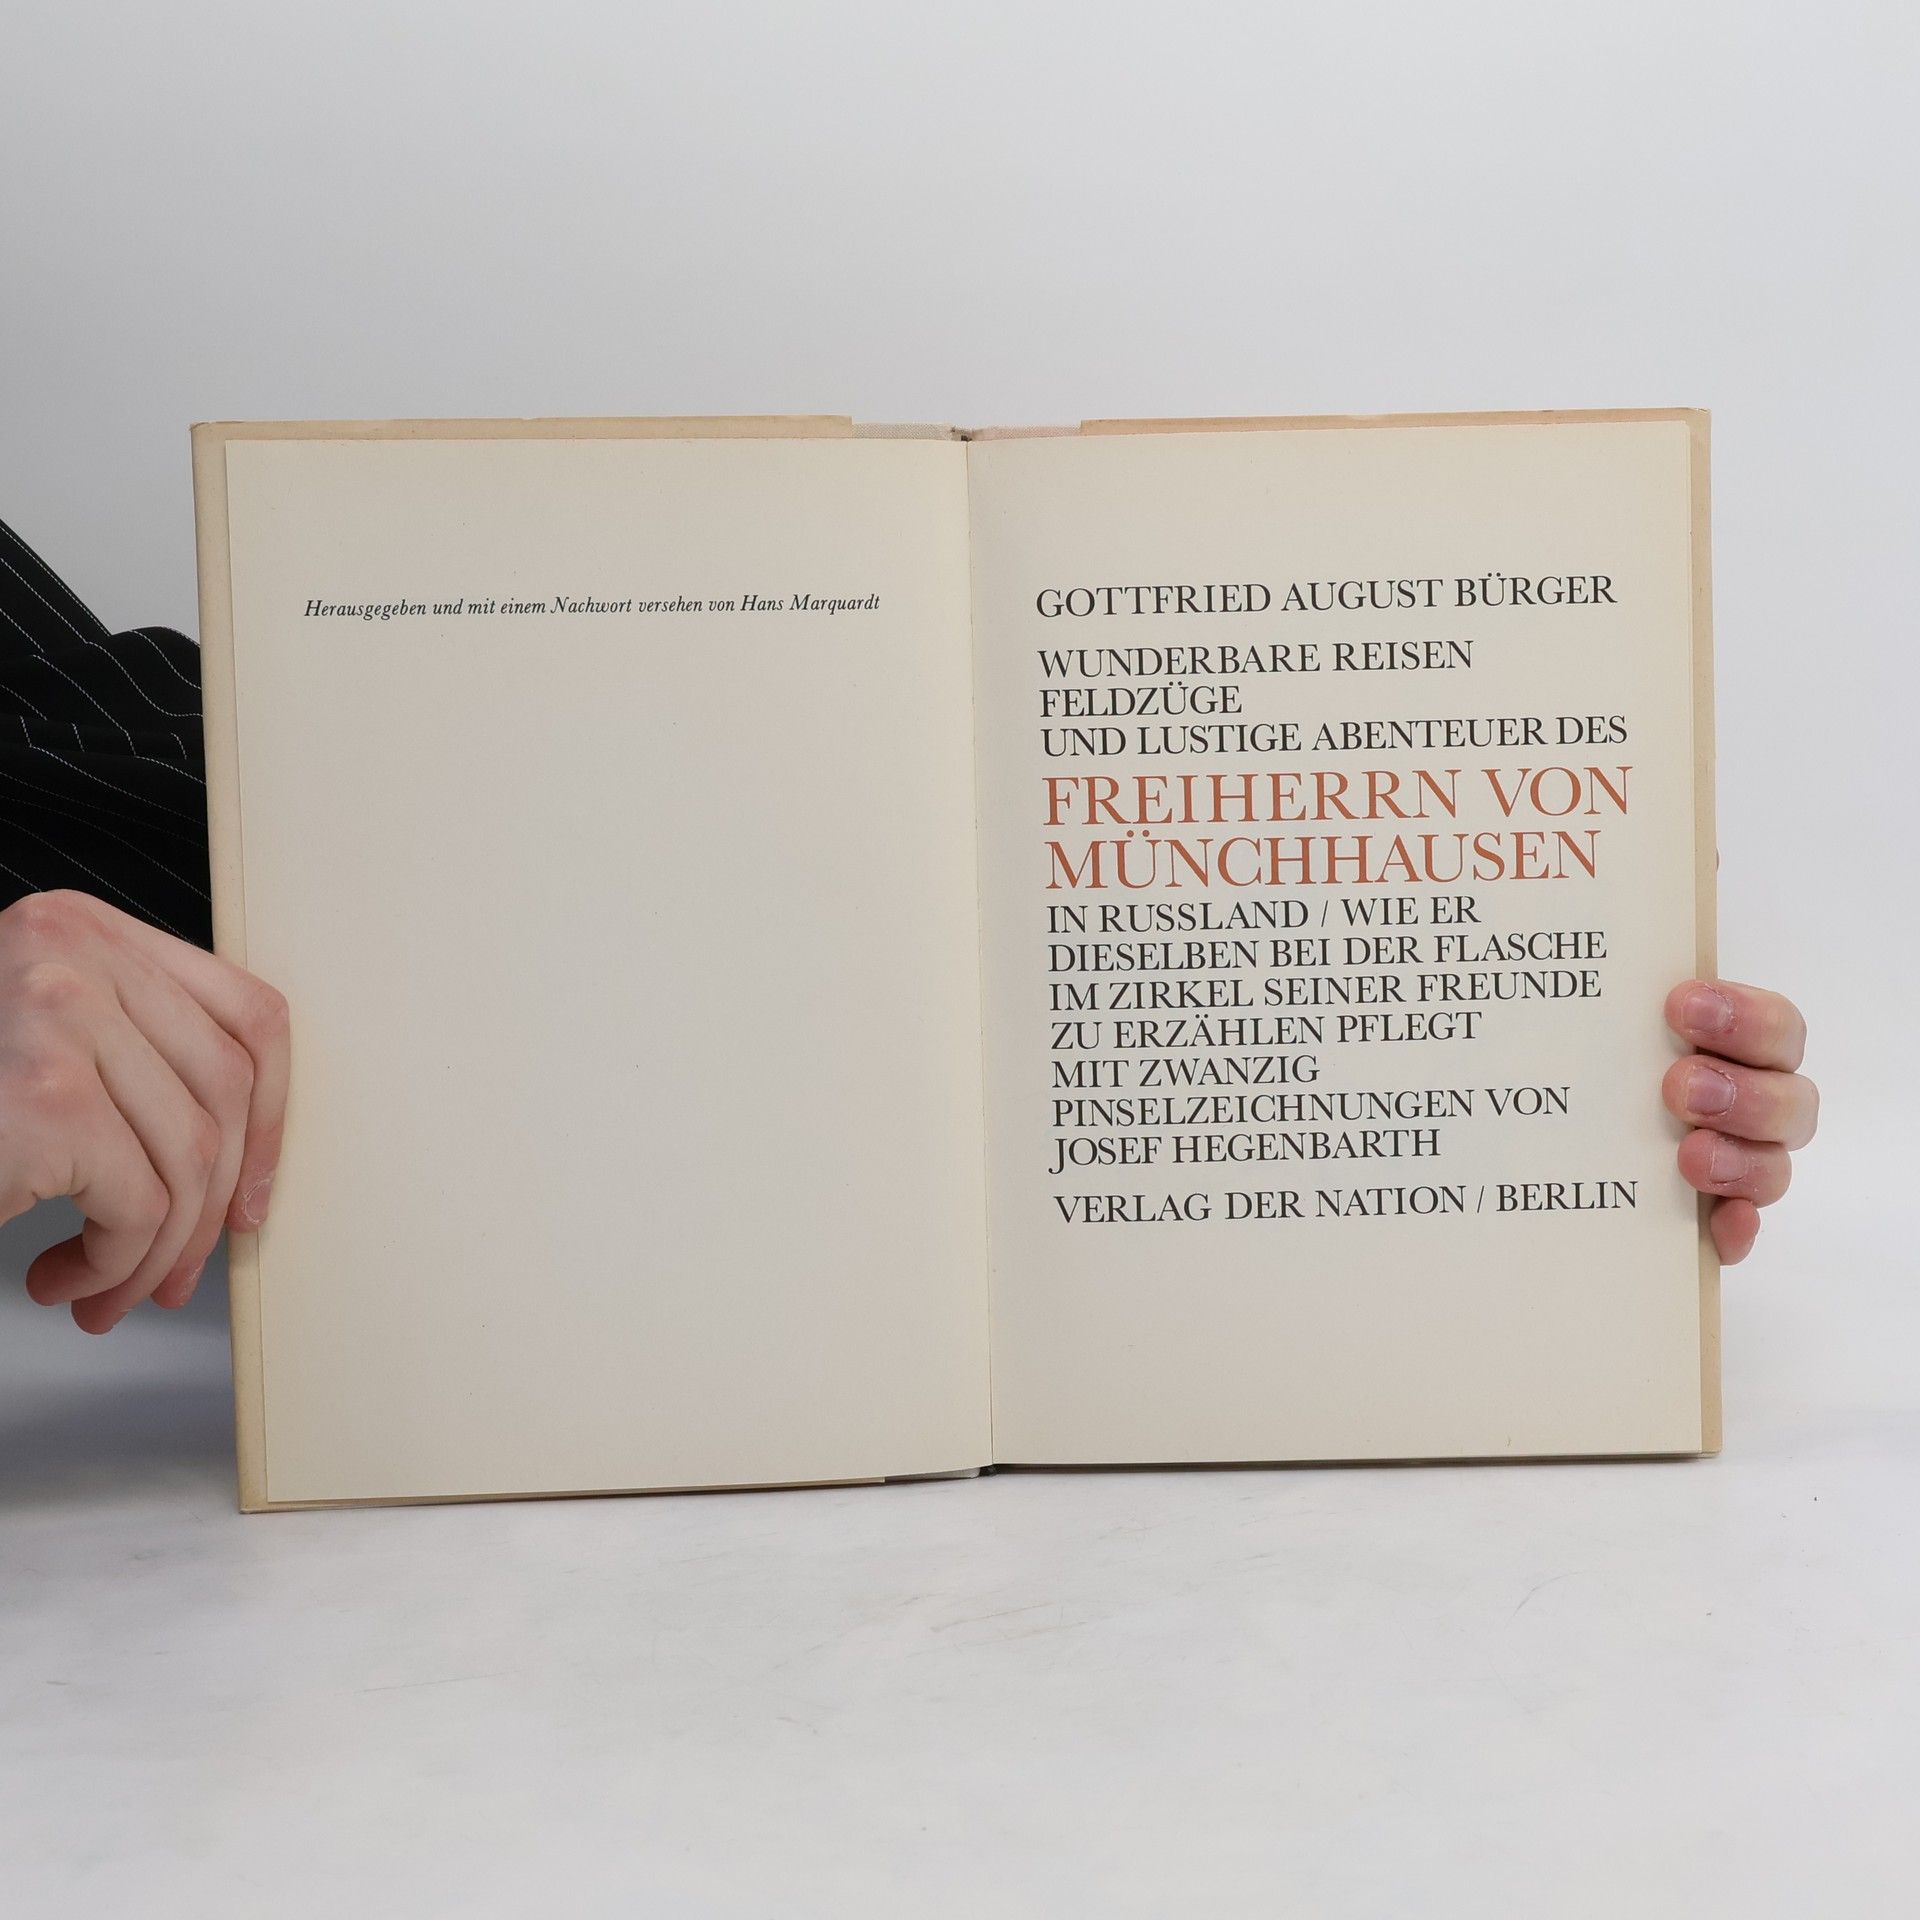 Herausgegeben und mit einem Nachwort versehen von Hans Marquardt
GOTTFRIED AUGUST BÜRGER
WUNDERBARE REISEN
FELDZÜGE
UND LUSTIGE ABENTEUER DES
FREIHERRN VON
MÜNCHHAUSEN
IN RUSSLAND / WIE ER
DIESELBEN BEI DER FLASCHE
IM ZIRKEL SEINER FREUNDE
ZU ERZÄHLEN PFLEGT
MIT ZWANZIG
PINSELZEICHNUNGEN VON
JOSEF HEGENBARTH
VERLAG DER NATION / BERLIN